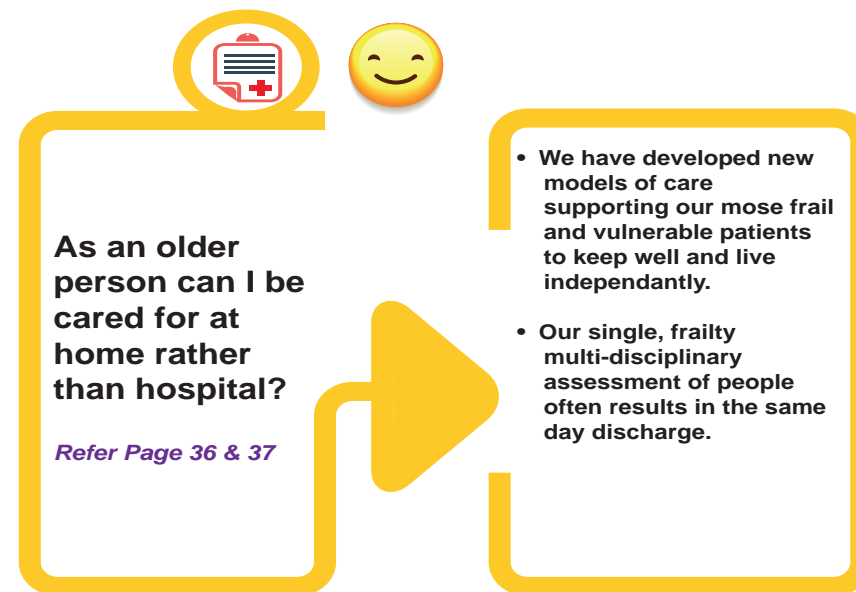 As an older
person can I be
cared for at
home rather
than hospital?
Refer Page 36 & 37
• We have developed new
models of care
supporting our mose frail
and vulnerable patients
to keep well and live
independantly.
• Our single, frailty
multi-disciplinary
assessment of people
often results in the same
day discharge.